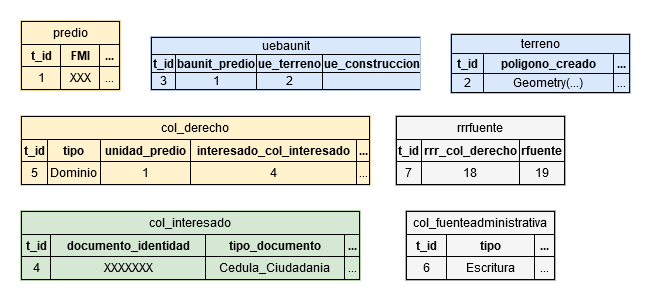 predio
t_id FMI ...
1 XXX ...
uebaunit
t_id baunit_predio ue_terreno ue_construccion
3 1 2
terreno
t_id poligono_creado ...
2 Geometry(...) ...
col_derecho
t_id tipo unidad_predio interesado_col_interesado ...
5 Dominio 1 4 ...
rrrfuente
t_id rrr_col_derecho rfuente
7 18 19
col_interesado
t_id documento_identidad tipo_documento ...
4 XXXXXXX Cedula_Ciudadania ...
col_fuenteadministrativa
t_id tipo ...
6 Escritura ...